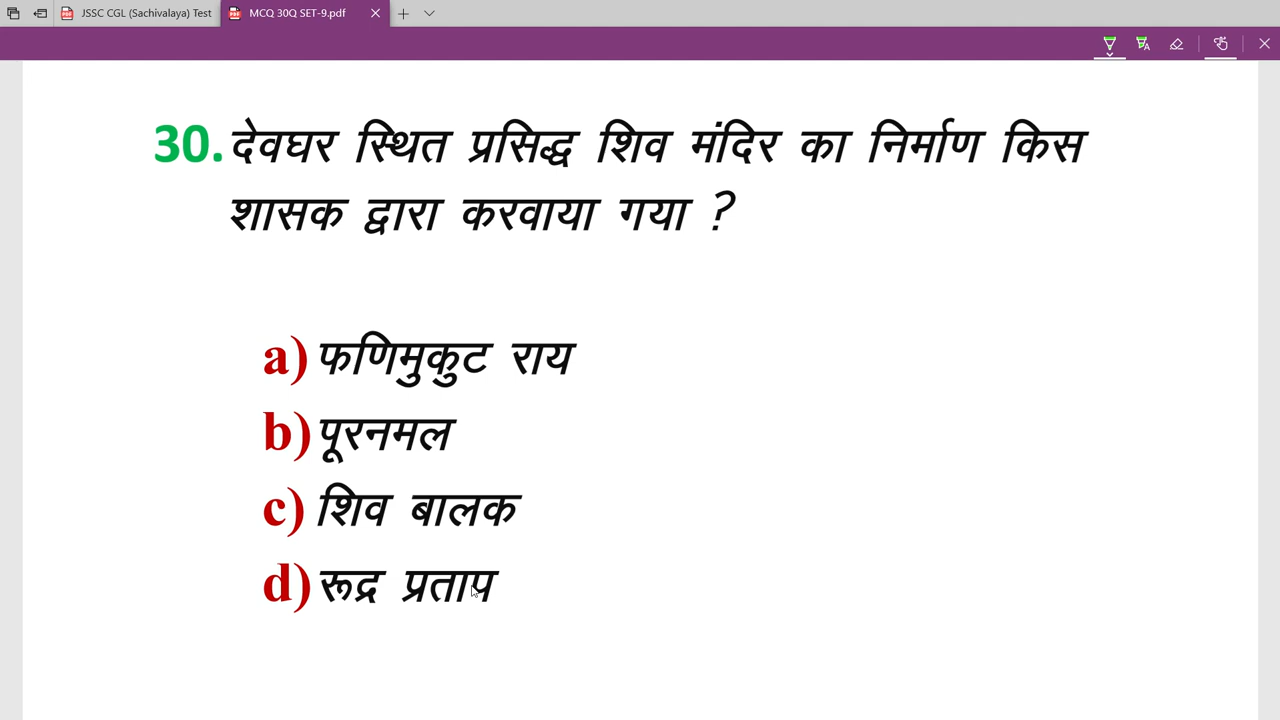 JSSC CGL (Sachivalaya) Test
MCQ 30Q SET-9.pdf
30. देवघर स्थित प्रसिद्ध शिव मंदिर का निर्माण किस
शासक द्वारा करवाया गया ?
a) फणिमुकुट राय
b) पूरनमल
c) शिव बालक
d) रूद्र प्रताप